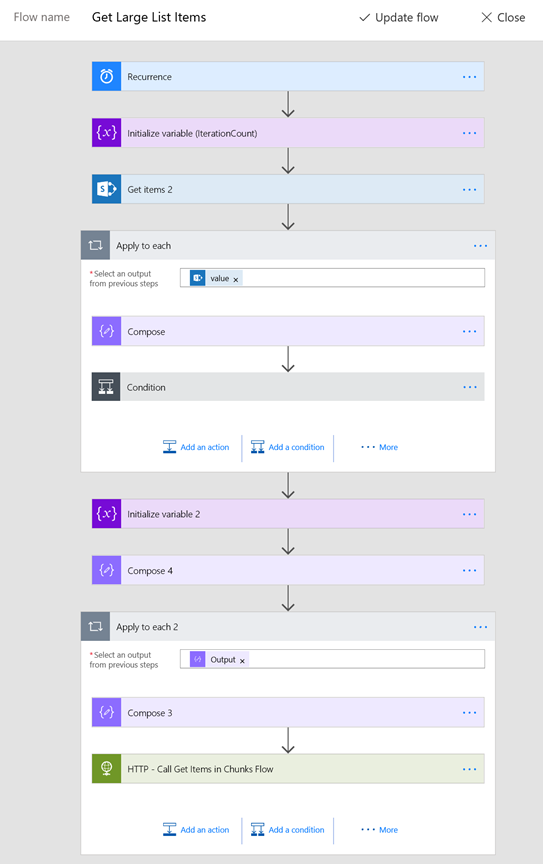 Flow name Get Large List Items Update flow Close
Recurrence ...
{x} Initialize variable (IterationCount) ...
S Get items 2 ...
Apply to each ...
*Select an output
from previous steps
value x
Compose ...
Condition ...
Add an action Add a condition ... More
{x} Initialize variable 2 ...
Compose 4 ...
Apply to each 2 ...
*Select an output
from previous steps
Output x
Compose 3 ...
HTTP - Call Get Items in Chunks Flow ...
Add an action Add a condition ... More